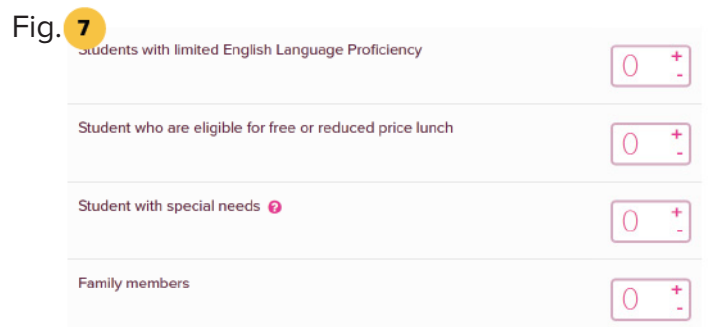 Fig. 7
Students with limited English Language Proficiency
0 + -
Student who are eligible for free or reduced price lunch
0 + -
Student with special needs ?
0 + -
Family members
0 + -